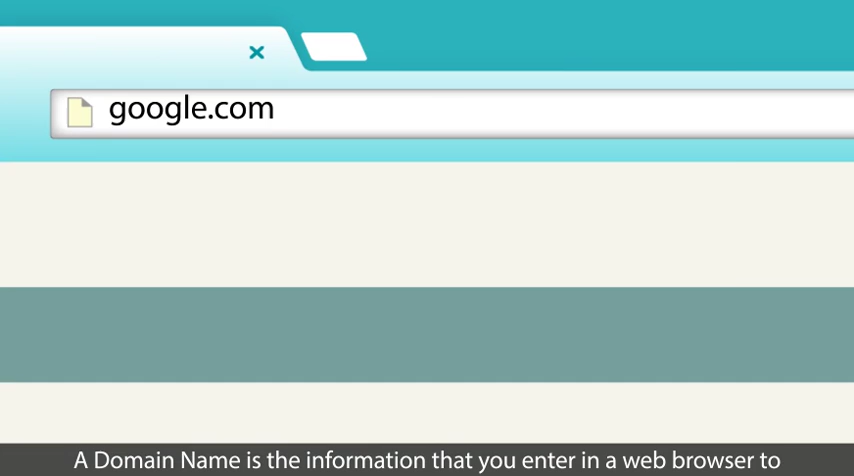 google.com
A Domain Name is the information that you enter in a web browser to